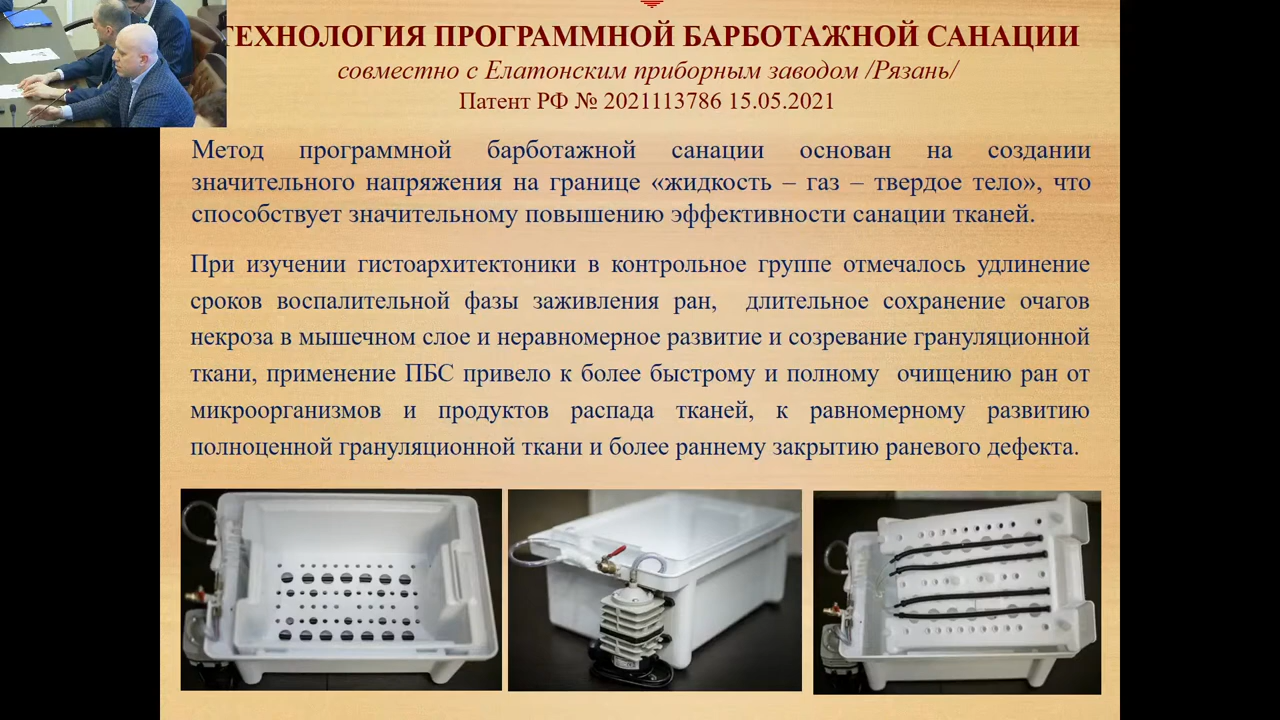 ТЕХНОЛОГИЯ ПРОГРАММНОЙ БАРБОТАЖНОЙ САНАЦИИ
совместно с Елатонским приборным заводом /Рязань/
Патент РФ № 2021113786 15.05.2021
Метод программной барботажной санации основан на создании
значительного напряжения на границе «жидкость – газ – твердое тело», что
способствует значительному повышению эффективности санации тканей.
При изучении гистоархитектоники в контрольное группе отмечалось удлинение
сроков воспалительной фазы заживления ран, длительное сохранение очагов
некроза в мышечном слое и неравномерное развитие и созревание грануляционной
ткани, применение ПБС привело к более быстрому и полному очищению ран от
микроорганизмов и продуктов распада тканей, к равномерному развитию
полноценной грануляционной ткани и более раннему закрытию раневого дефекта.